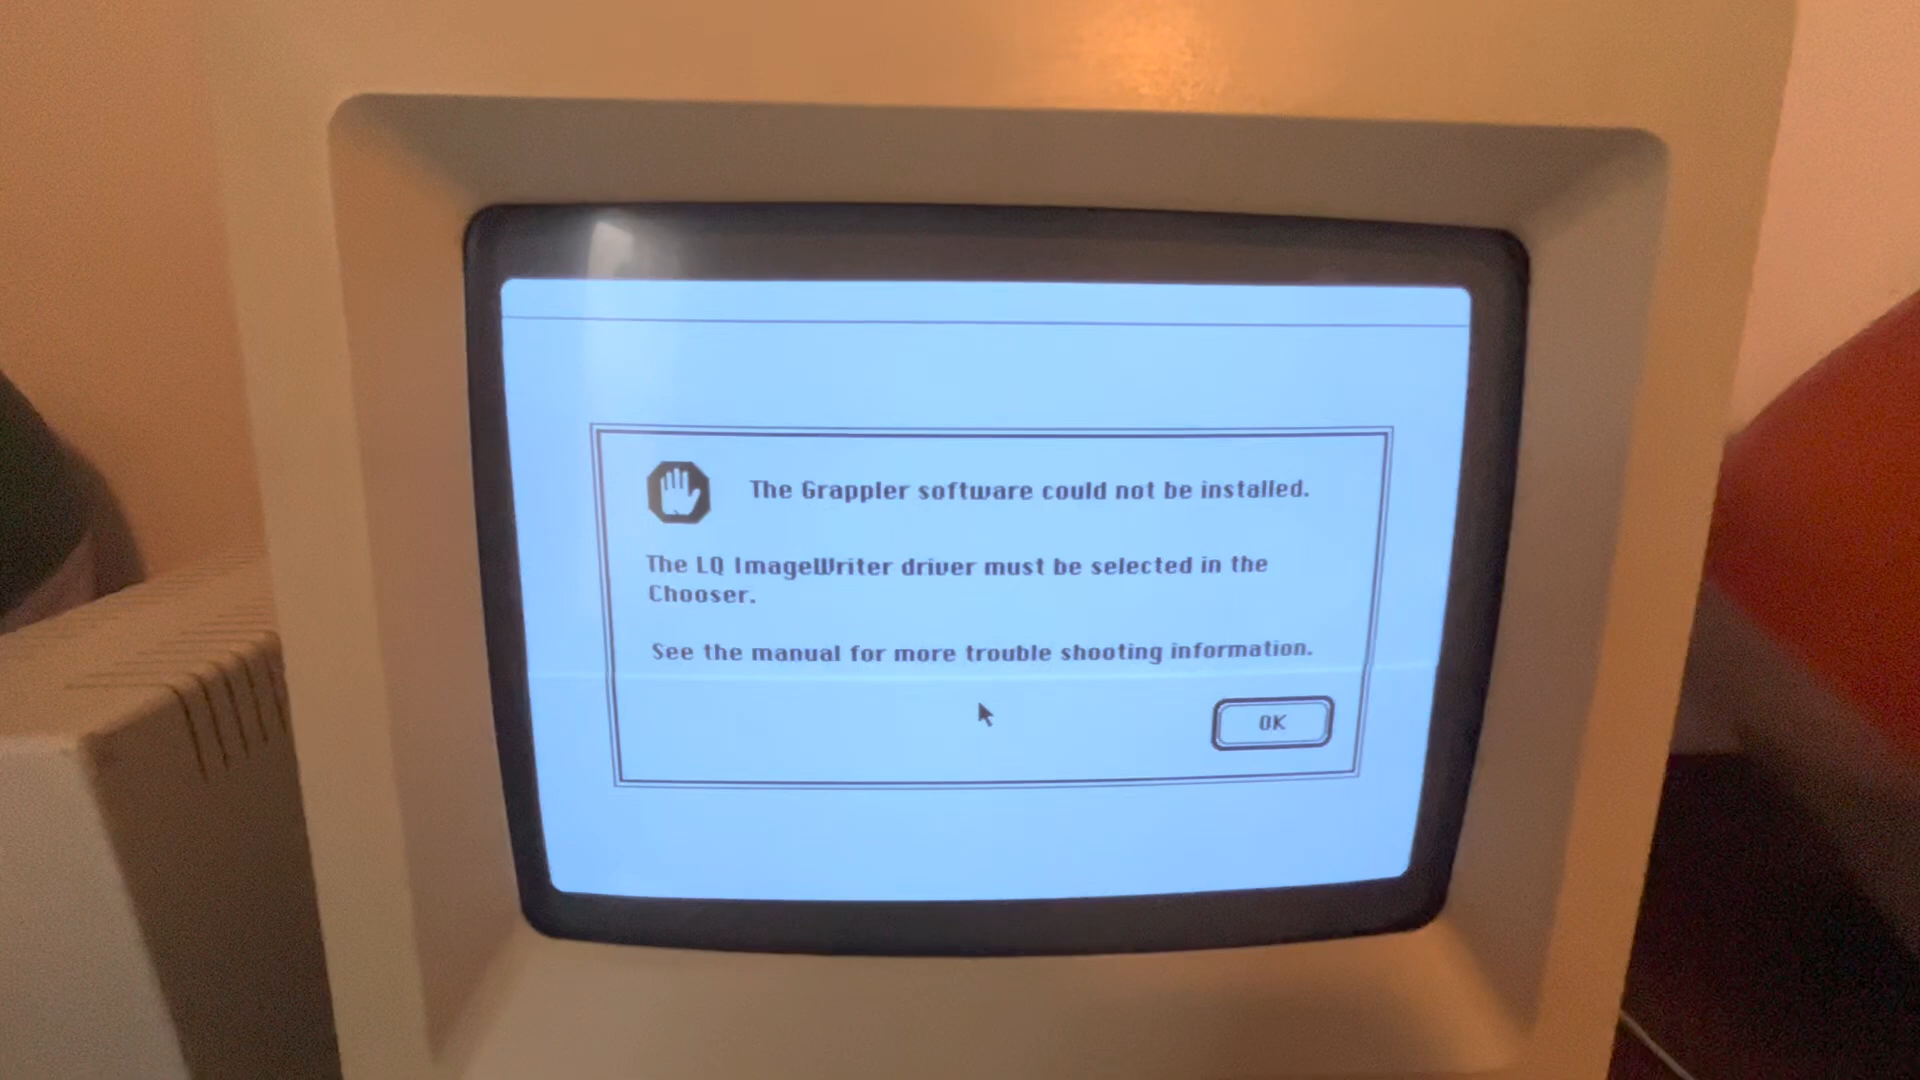 The Grappler software could not be installed.
The LQ ImageWriter driver must be selected in the
Chooser.
See the manual for more trouble shooting information.
OK